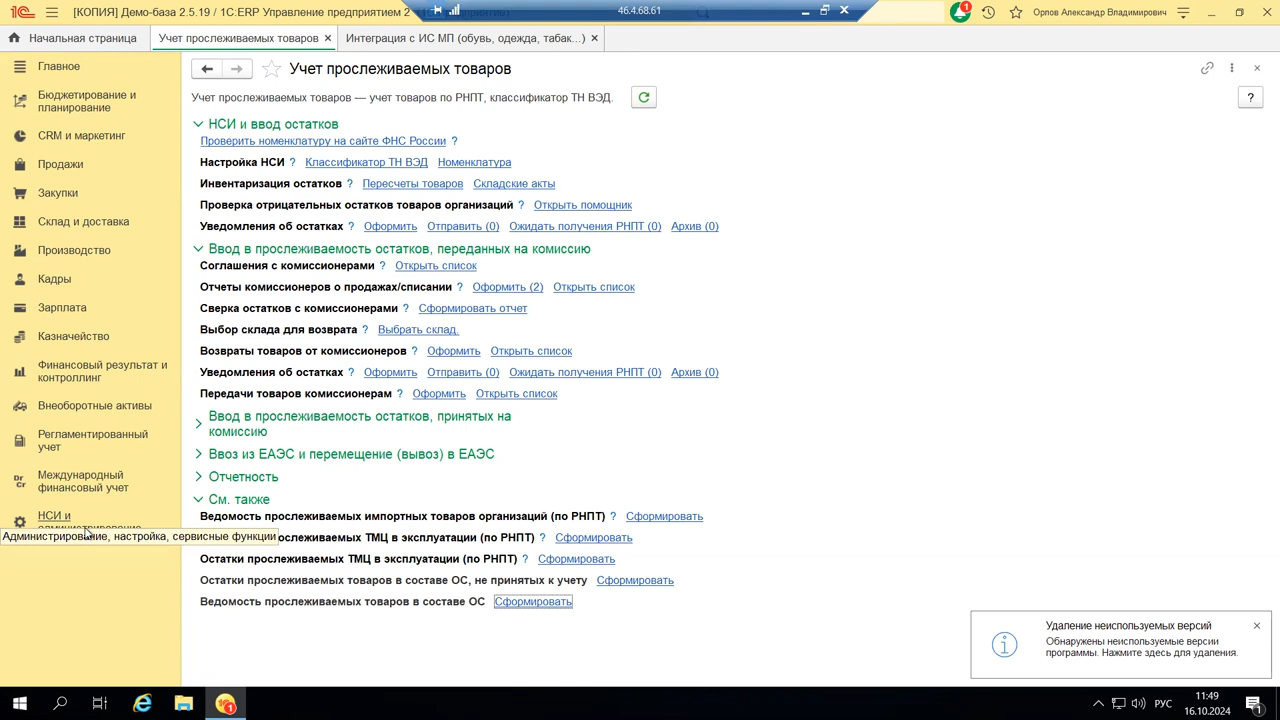 [КОПИЯ] Демо-база 2.5.19 / 1С:ERP Управление предприятием 2
46.4.68.61
1
Орлов Александр Владимирович
Начальная страница
Учет прослеживаемых товаров ×
Интеграция с ИС МП (обувь, одежда, табак...) ×
Главное
Бюджетирование и
планирование
CRM и маркетинг
Продажи
Закупки
Склад и доставка
Производство
Кадры
Зарплата
Казначейство
Финансовый результат и
контроллинг
Внеоборотные активы
Регламентированный
учет
Международный
финансовый учет
НСИ и
Администрирование, настройка, сервисные функции
Учет прослеживаемых товаров
Учет прослеживаемых товаров — учет товаров по РНПТ, классификатор ТН ВЭД.
?
НСИ и ввод остатков
Проверить номенклатуру на сайте ФНС России ?
Настройка НСИ ? Классификатор ТН ВЭД Номенклатура
Инвентаризация остатков ? Пересчеты товаров Складские акты
Проверка отрицательных остатков товаров организаций ? Открыть помощник
Уведомления об остатках ? Оформить Отправить (0) Ожидать получения РНПТ (0) Архив (0)
Ввод в прослеживаемость остатков, переданных на комиссию
Соглашения с комиссионерами ? Открыть список
Отчеты комиссионеров о продажах/списании ? Оформить (2) Открыть список
Сверка остатков с комиссионерами ? Сформировать отчет
Выбор склада для возврата ? Выбрать склад.
Возвраты товаров от комиссионеров ? Оформить Открыть список
Уведомления об остатках ? Оформить Отправить (0) Ожидать получения РНПТ (0) Архив (0)
Передачи товаров комиссионерам ? Оформить Открыть список
Ввод в прослеживаемость остатков, принятых на
комиссию
Ввоз из ЕАЭС и перемещение (вывоз) в ЕАЭС
Отчетность
См. также
Ведомость прослеживаемых импортных товаров организаций (по РНПТ) ? Сформировать
ослеживаемых ТМЦ в эксплуатации (по РНПТ) ? Сформировать
Остатки прослеживаемых ТМЦ в эксплуатации (по РНПТ) ? Сформировать
Остатки прослеживаемых товаров в составе ОС, не принятых к учету Сформировать
Ведомость прослеживаемых товаров в составе ОС Сформировать
Удаление неиспользуемых версий
Обнаружены неиспользуемые версии
программы. Нажмите здесь для удаления.
РУС
11:49
16.10.2024
1